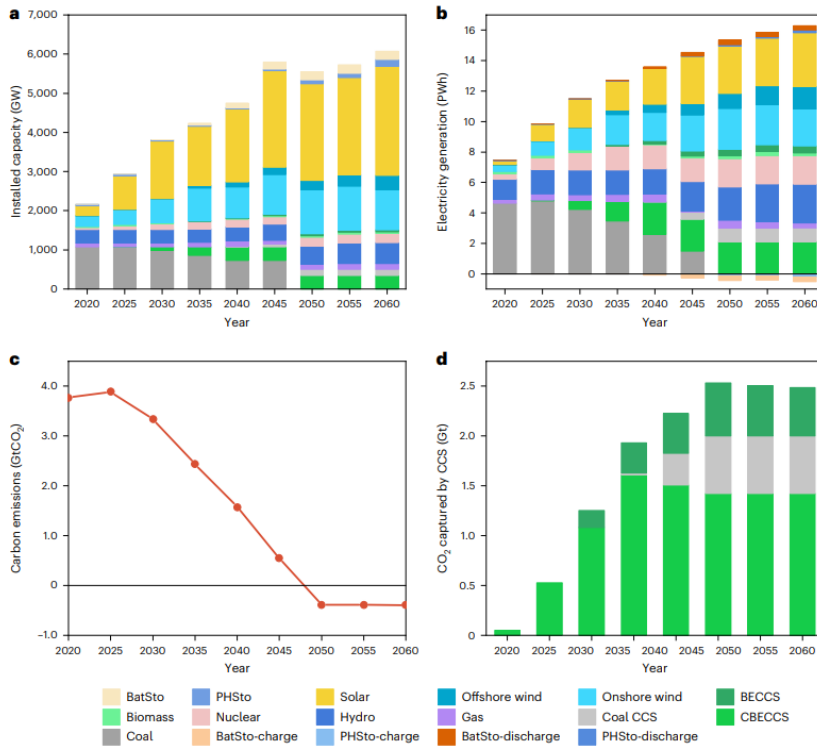 a
7,000
6,000
5,000
4,000
3,000
2,000
1,000
0
Installed capacity (GW)
2020 2025 2030 2035 2040 2045 2050 2055 2060
Year
b
16
14
12
10
8
6
4
2
0
Electricity generation (PWh)
2020 2025 2030 2035 2040 2045 2050 2055 2060
Year
c
4.0
3.0
2.0
1.0
0
–1.0
Carbon emissions (GtCO2)
2020 2025 2030 2035 2040 2045 2050 2055 2060
Year
d
2.5
2.0
1.5
1.0
0.5
0
CO2 captured by CCS (Gt)
2020 2025 2030 2035 2040 2045 2050 2055 2060
Year
BatSto PHSto Solar Offshore wind Onshore wind BECCS
Biomass Nuclear Hydro Gas Coal CCS CBECCS
Coal BatSto-charge PHSto-charge BatSto-discharge PHSto-discharge